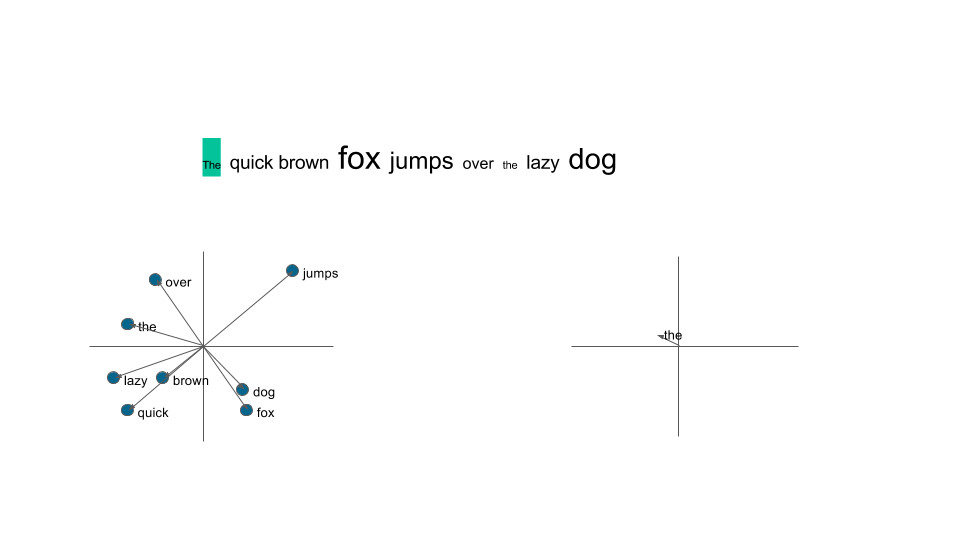 The quick brown fox jumps over the lazy dog
over
jumps
the
lazy
brown
quick
dog
fox
the